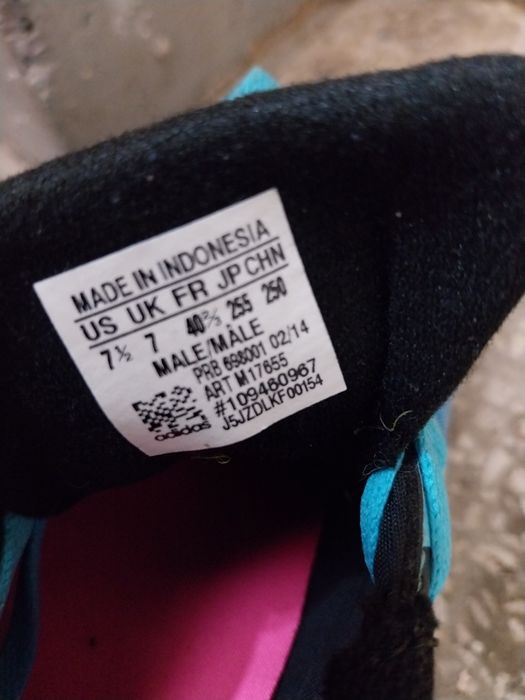 MADE IN INDONESIA
US UK FR JP CHN
7½ 7 40⅔ 255 250
MALE/MÂLE
PRB 698001 02/14
ART M17655
#109460967
J5JZDLKF00154
adidas